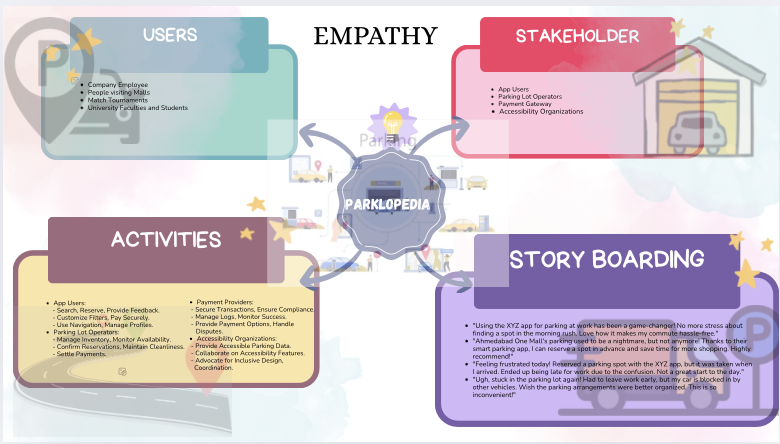 EMPATHY
USERS
Company Employee
People visiting Malls
Match Tournaments
University Faculties and Students
STAKEHOLDER
App Users
Parking Lot Operators
Payment Gateway
Accessibility Organizations
P
Parking
PARKLOPEDIA
ACTIVITIES
App Users:
- Search, Reserve, Provide Feedback.
- Customize Filters, Pay Securely.
- Use Navigation, Manage Profiles.
Parking Lot Operators:
- Manage Inventory, Monitor Availability.
- Confirm Reservations, Maintain Cleanliness.
- Settle Payments.
Payment Providers:
- Secure Transactions, Ensure Compliance.
- Manage Logs, Monitor Success.
- Provide Payment Options, Handle
Disputes.
Accessibility Organizations:
- Provide Accessible Parking Data.
- Collaborate on Accessibility Features.
- Advocate for Inclusive Design,
Coordination.
STORY BOARDING
"Using the XYZ app for parking at work has been a game-changer! No more stress about
finding a spot in the morning rush. Love how it makes my commute hassle-free."
"Ahmedabad One Mall's parking used to be a nightmare, but not anymore! Thanks to their
smart parking app, I can reserve a spot in advance and save time for more shopping. Highly
recommend!"
"Feeling frustrated today! Reserved a parking spot with the XYZ app, but it was taken when
I arrived. Ended up being late for work due to the confusion. Not a great start to the day."
"Ugh, stuck in the parking lot again! Had to leave work early, but my car is blocked in by
other vehicles. Wish the parking arrangements were better organized. This is so
inconvenient!"
P